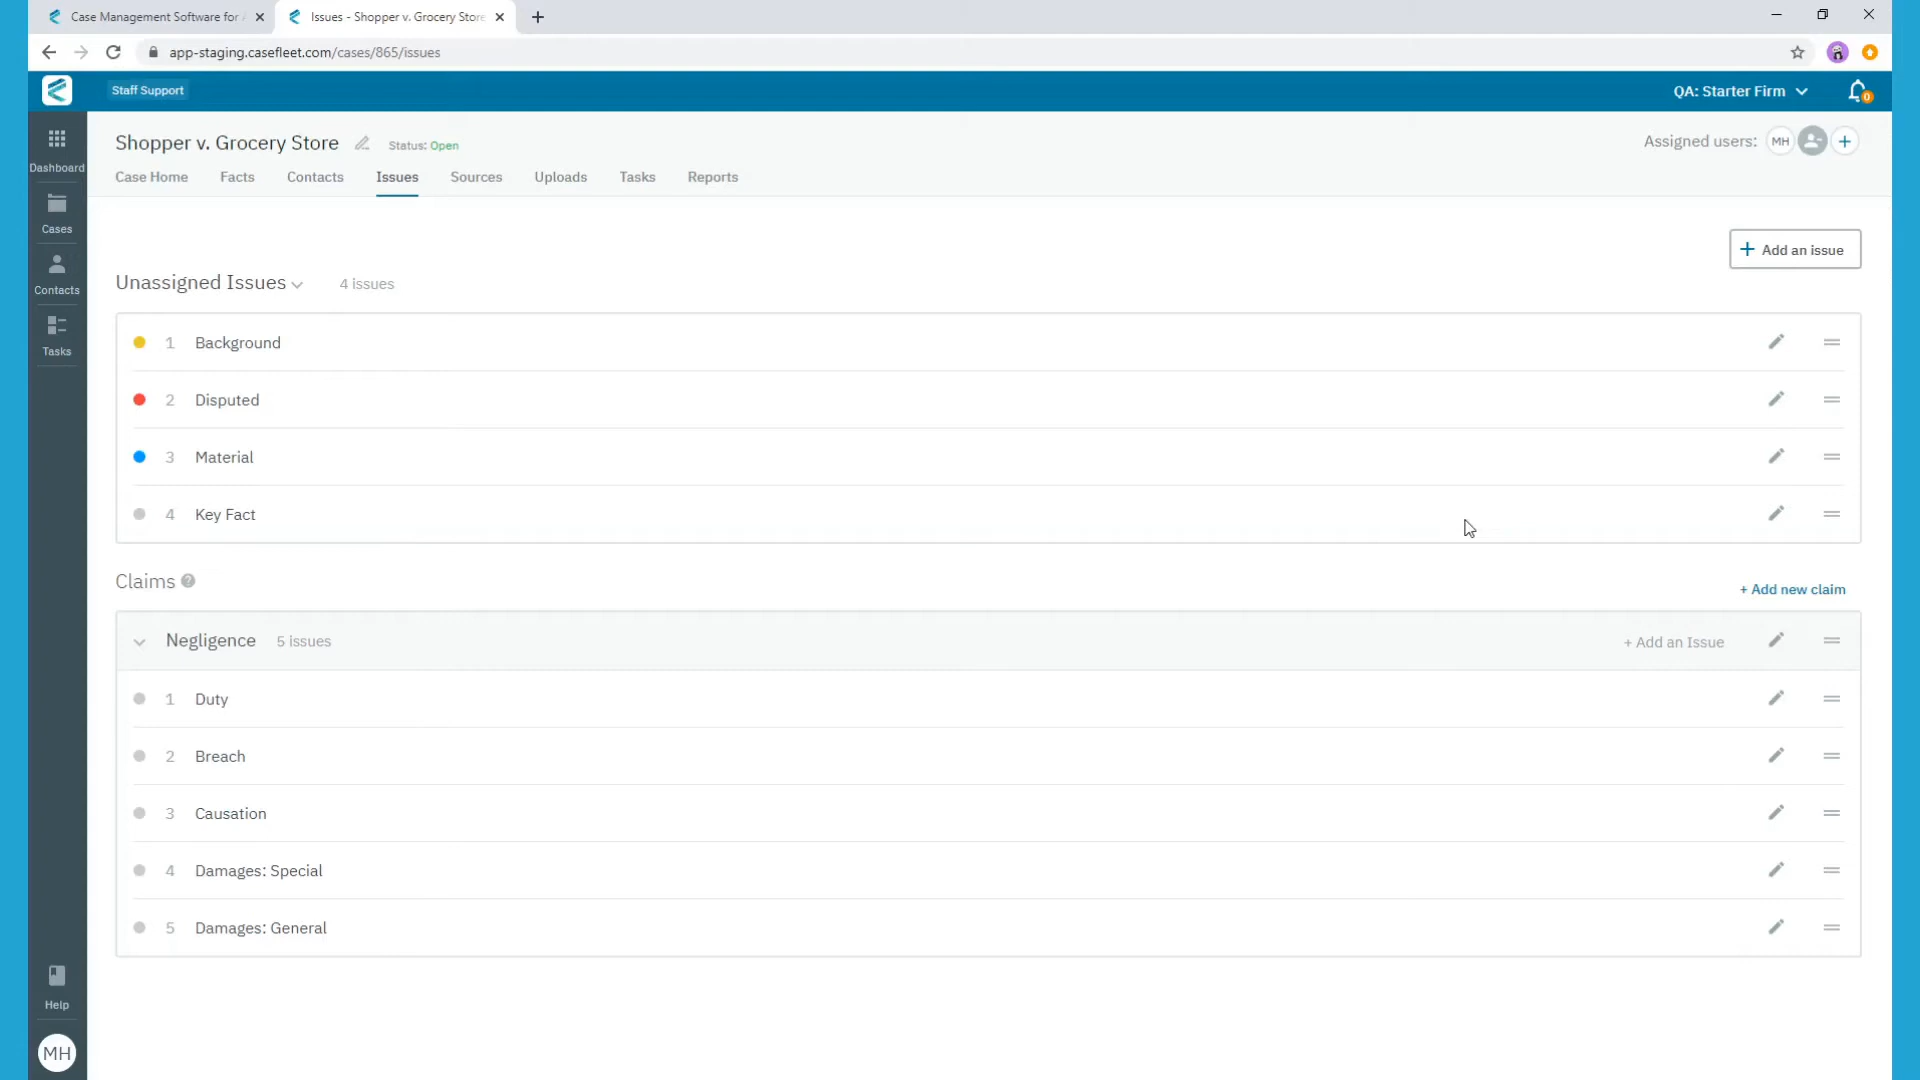 Case Management Software for
Issues - Shopper v. Grocery Store
app-staging.casefleet.com/cases/865/issues
Staff Support
QA: Starter Firm
0
Dashboard
Cases
Contacts
Tasks
Help
MH
Shopper v. Grocery Store
Status: Open
Assigned users: MH
Case Home Facts Contacts Issues Sources Uploads Tasks Reports
+ Add an issue
Unassigned Issues 4 issues
1 Background
2 Disputed
3 Material
4 Key Fact
Claims ?
+ Add new claim
Negligence 5 issues + Add an Issue
1 Duty
2 Breach
3 Causation
4 Damages: Special
5 Damages: General